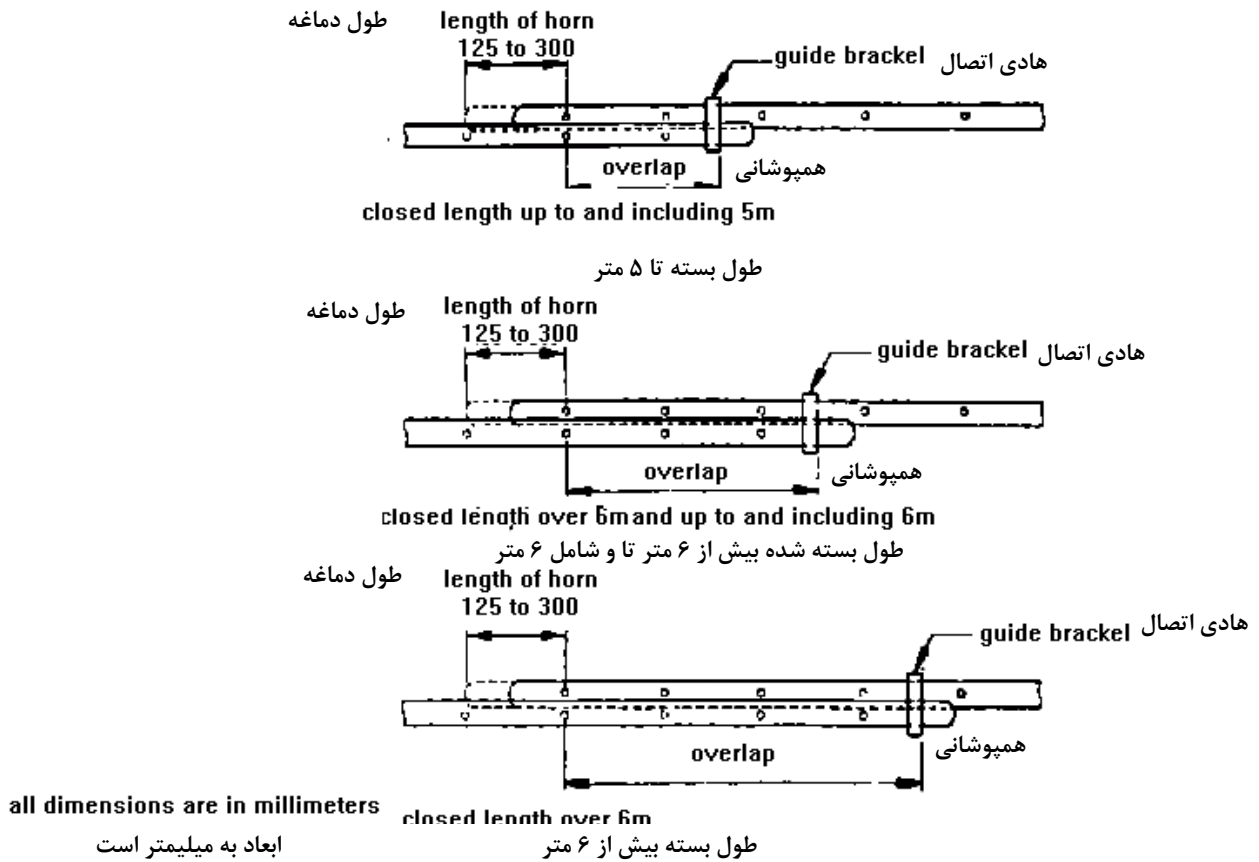 طول دماغه length of horn
125 to 300
guide brackel هادی اتصال
overlap همپوشانی
closed length up to and including 5m
طول بسته تا ۵ متر
طول دماغه length of horn
125 to 300
guide brackel هادی اتصال
overlap همپوشانی
closed length over 6m and up to and including 6m
طول بسته شده بیش از ۶ متر تا و شامل ۶ متر
طول دماغه length of horn
125 to 300
guide brackel هادی اتصال
overlap همپوشانی
all dimensions are in millimeters closed length over 6m
ابعاد به میلیمتر است طول بسته بیش از ۶ متر